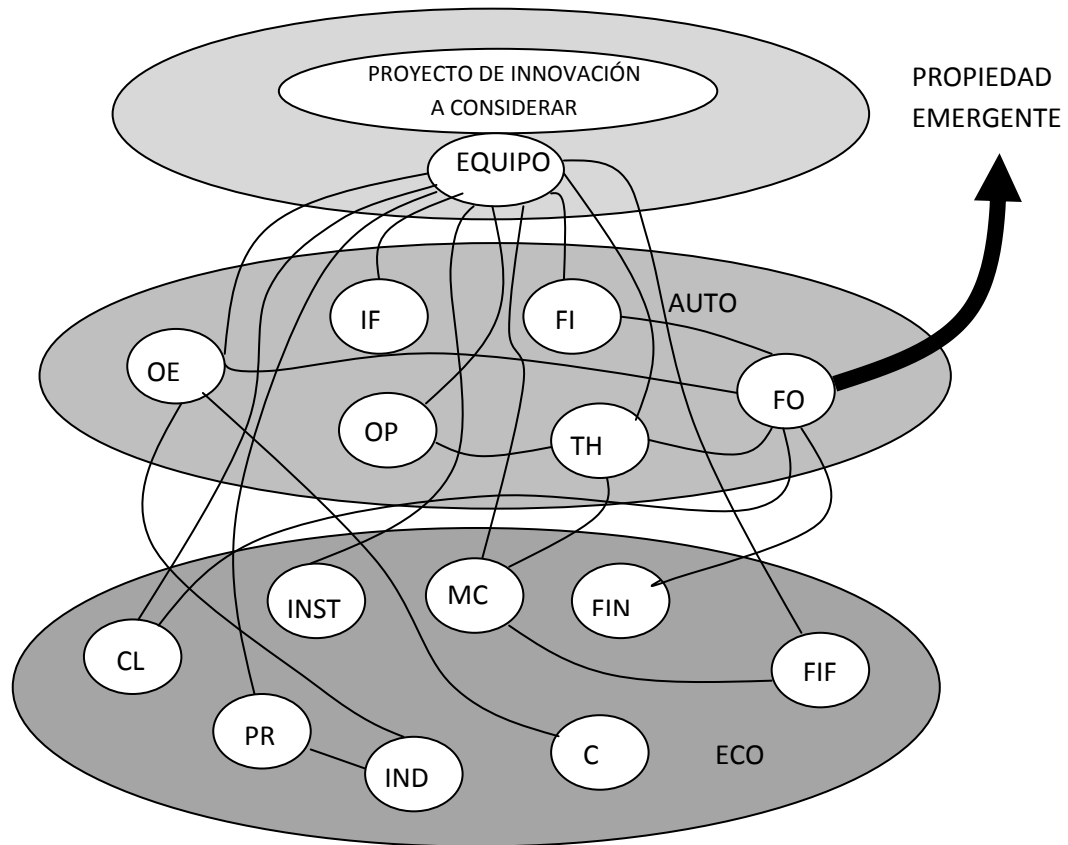 PROYECTO DE INNOVACIÓN
A CONSIDERAR
PROPIEDAD
EMERGENTE
EQUIPO
IF
FI
AUTO
OE
FO
OP
TH
INST
MC
FIN
CL
FIF
PR
IND
C
ECO